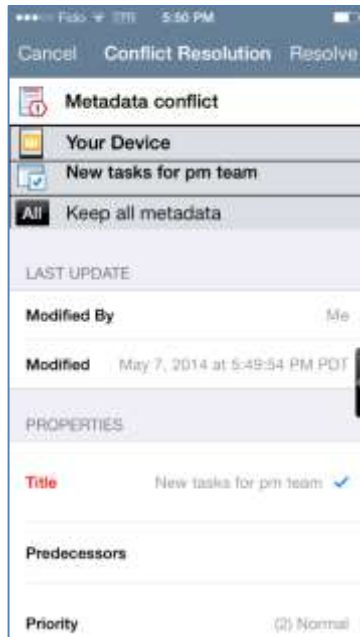 Fido 5:50 PM
Cancel Conflict Resolution Resolve
Metadata conflict
Your Device
New tasks for pm team
All Keep all metadata
LAST UPDATE
Modified By Me
Modified May 7, 2014 at 5:49:54 PM PDT
PROPERTIES
Title New tasks for pm team
Predecessors
Priority (2) Normal